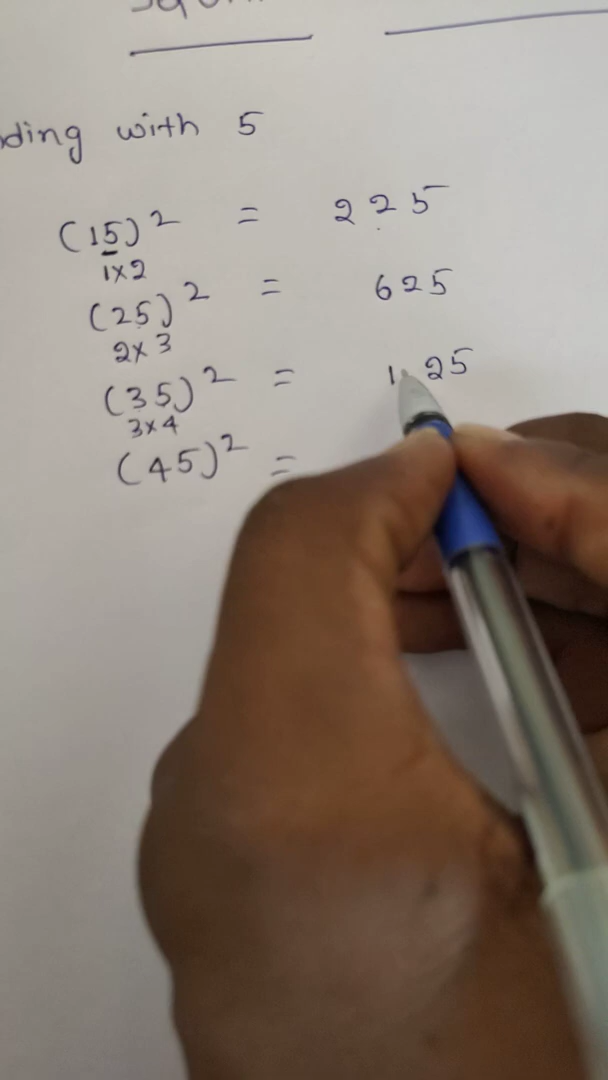 ding with 5
(15)² = 225
1x2
(25)² = 625
2x3
(35)² = 1 25
3x4
(45)² =